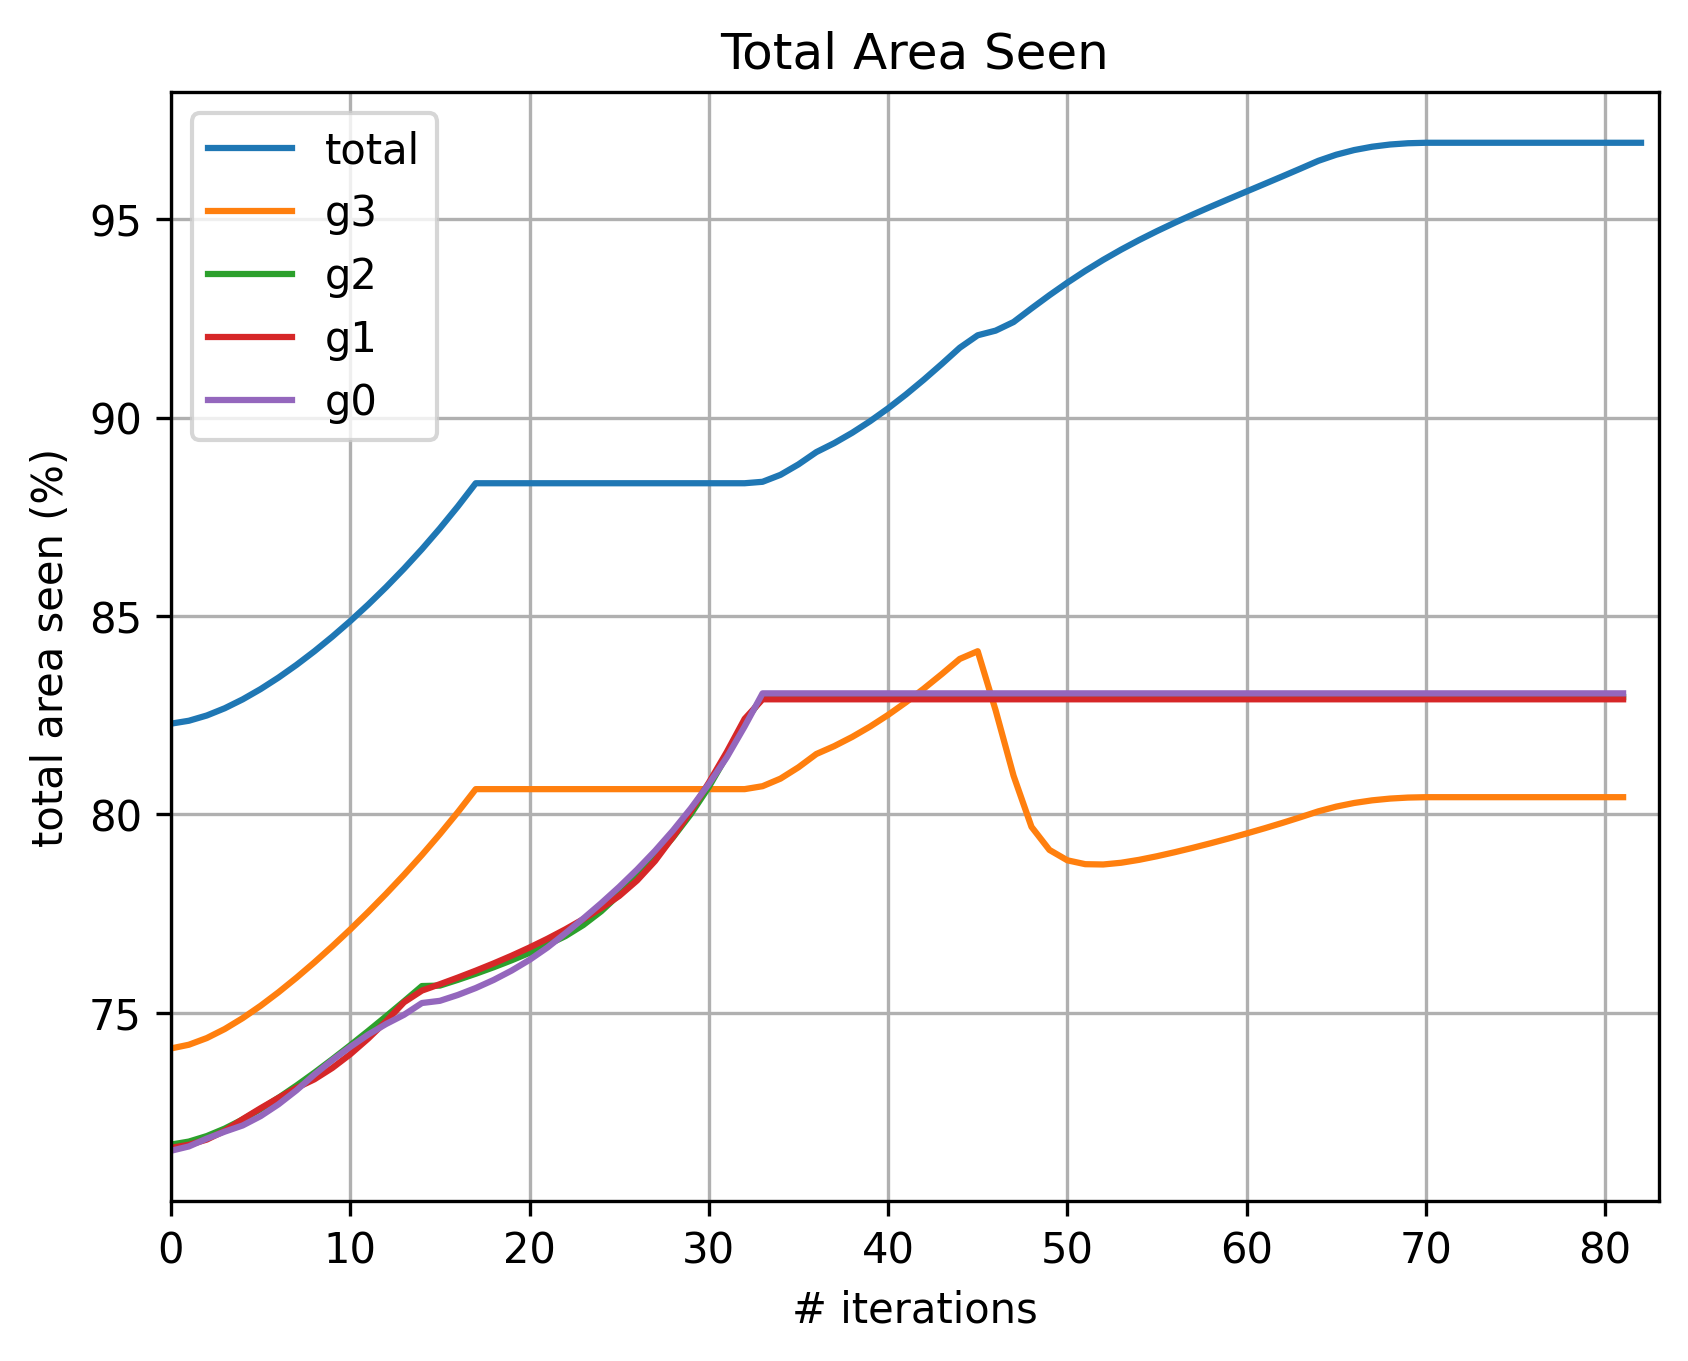 Total Area Seen
total
g3
g2
g1
g0
95
90
85
80
75
total area seen (%)
0 10 20 30 40 50 60 70 80
# iterations